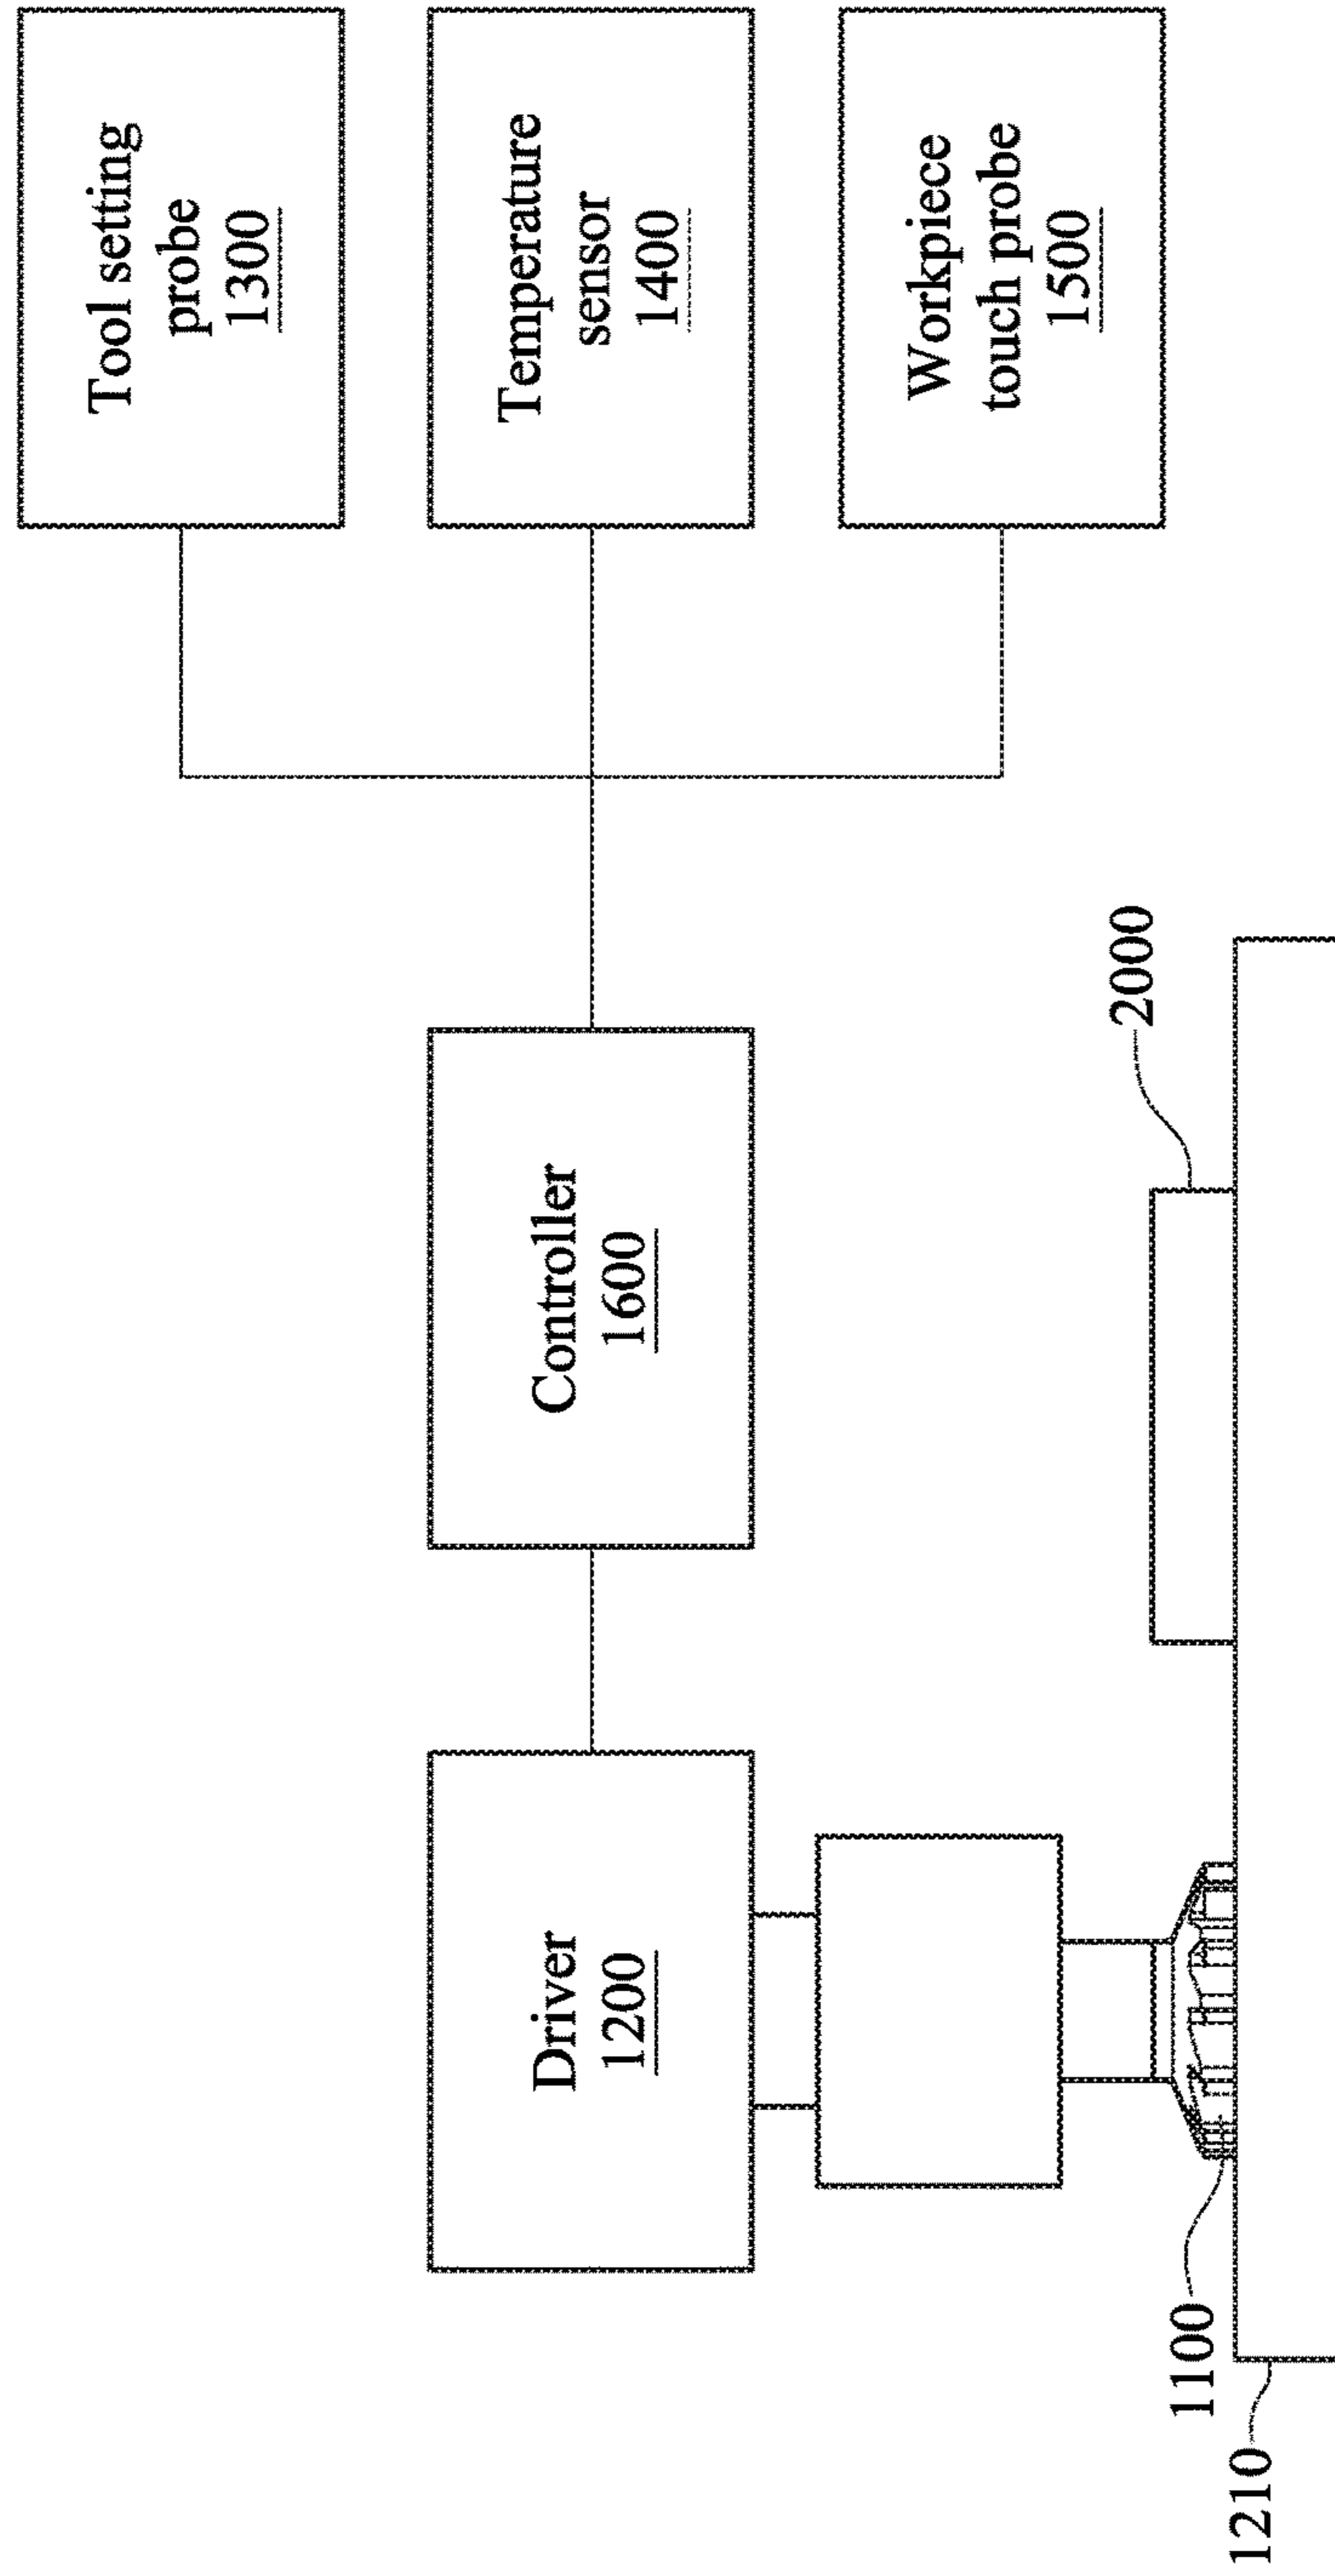 Tool setting
probe
1300
Temperature
sensor
1400
Workpiece
touch probe
1500
Controller
1600
Driver
1200
2000
1100
1210